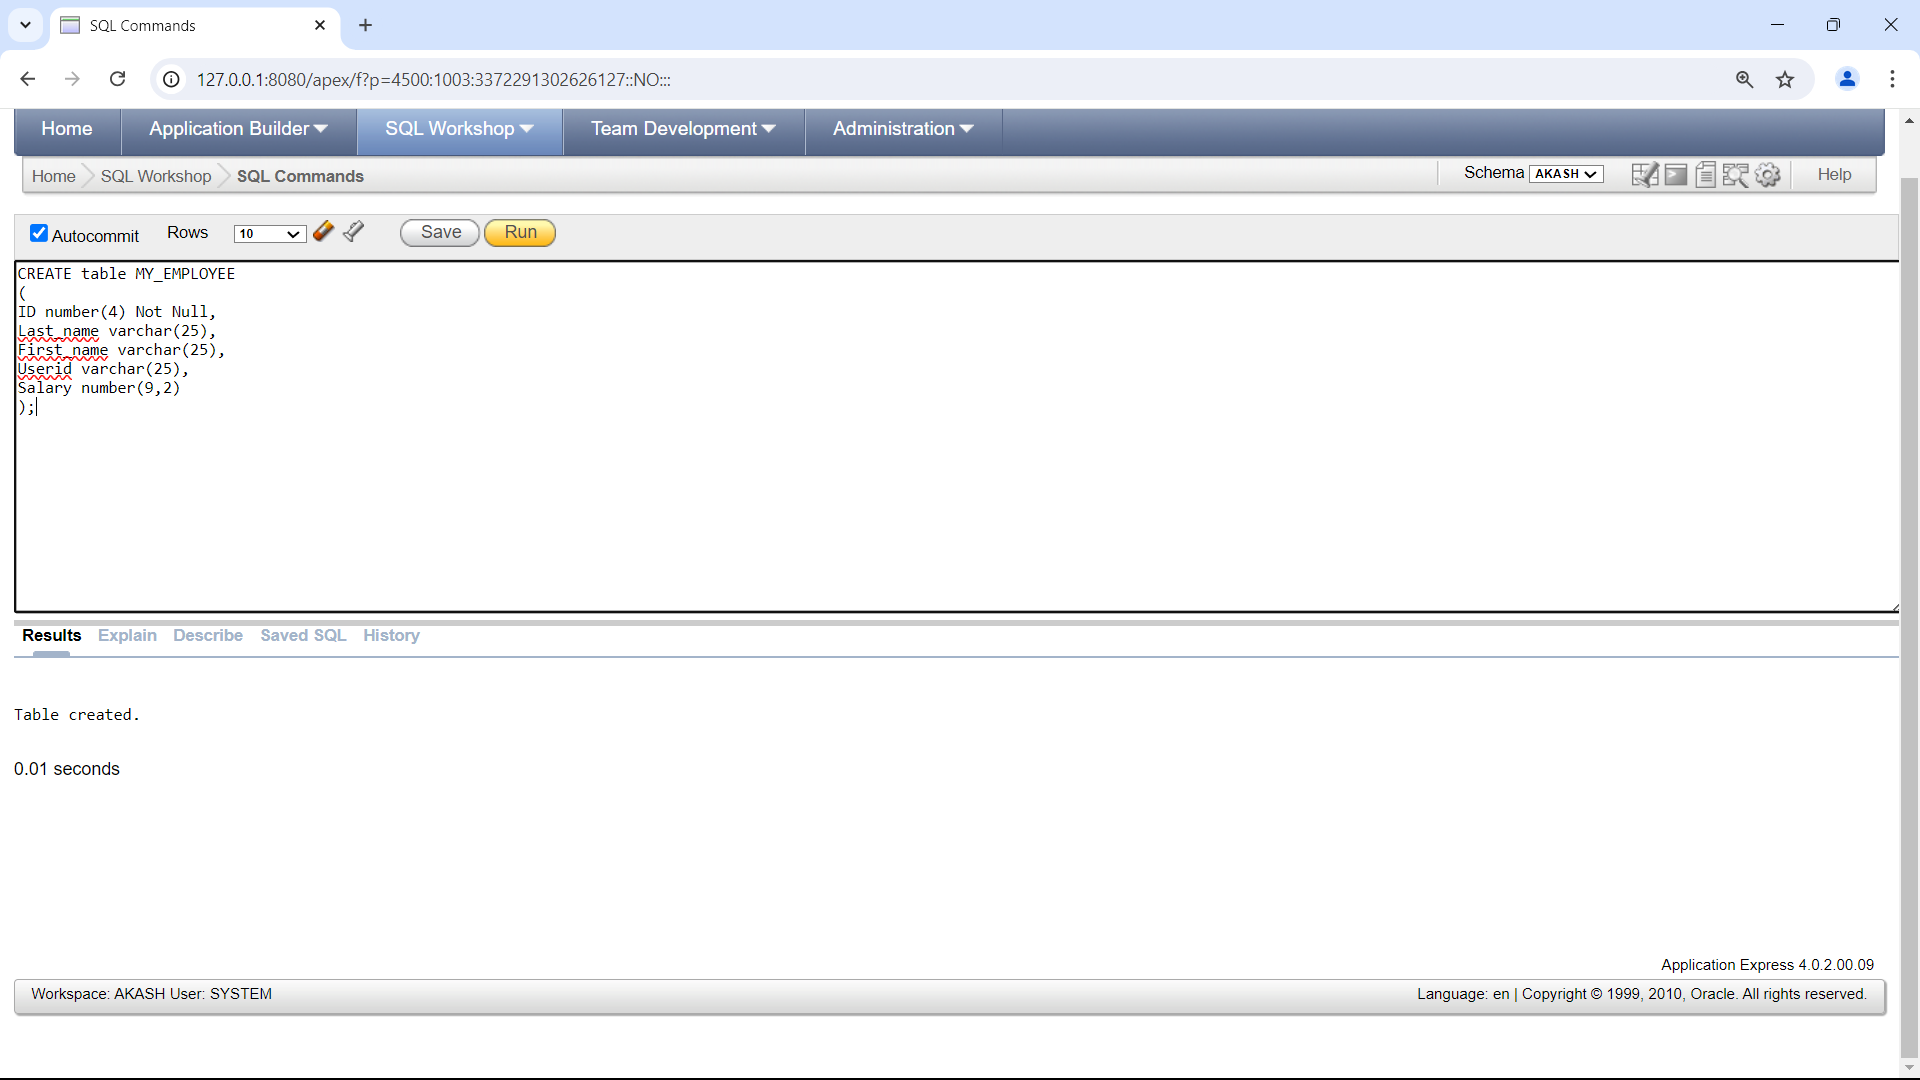 SQL Commands
127.0.0.1:8080/apex/f?p=4500:1003:3372291302626127::NO:::
Home Application Builder SQL Workshop Team Development Administration
Home SQL Workshop SQL Commands Schema AKASH Help
Autocommit Rows 10 Save Run
CREATE table MY_EMPLOYEE
(
ID number(4) Not Null,
Last_name varchar(25),
First_name varchar(25),
Userid varchar(25),
Salary number(9,2)
);
Results Explain Describe Saved SQL History
Table created.
0.01 seconds
Application Express 4.0.2.00.09
Workspace: AKASH User: SYSTEM Language: en | Copyright © 1999, 2010, Oracle. All rights reserved.